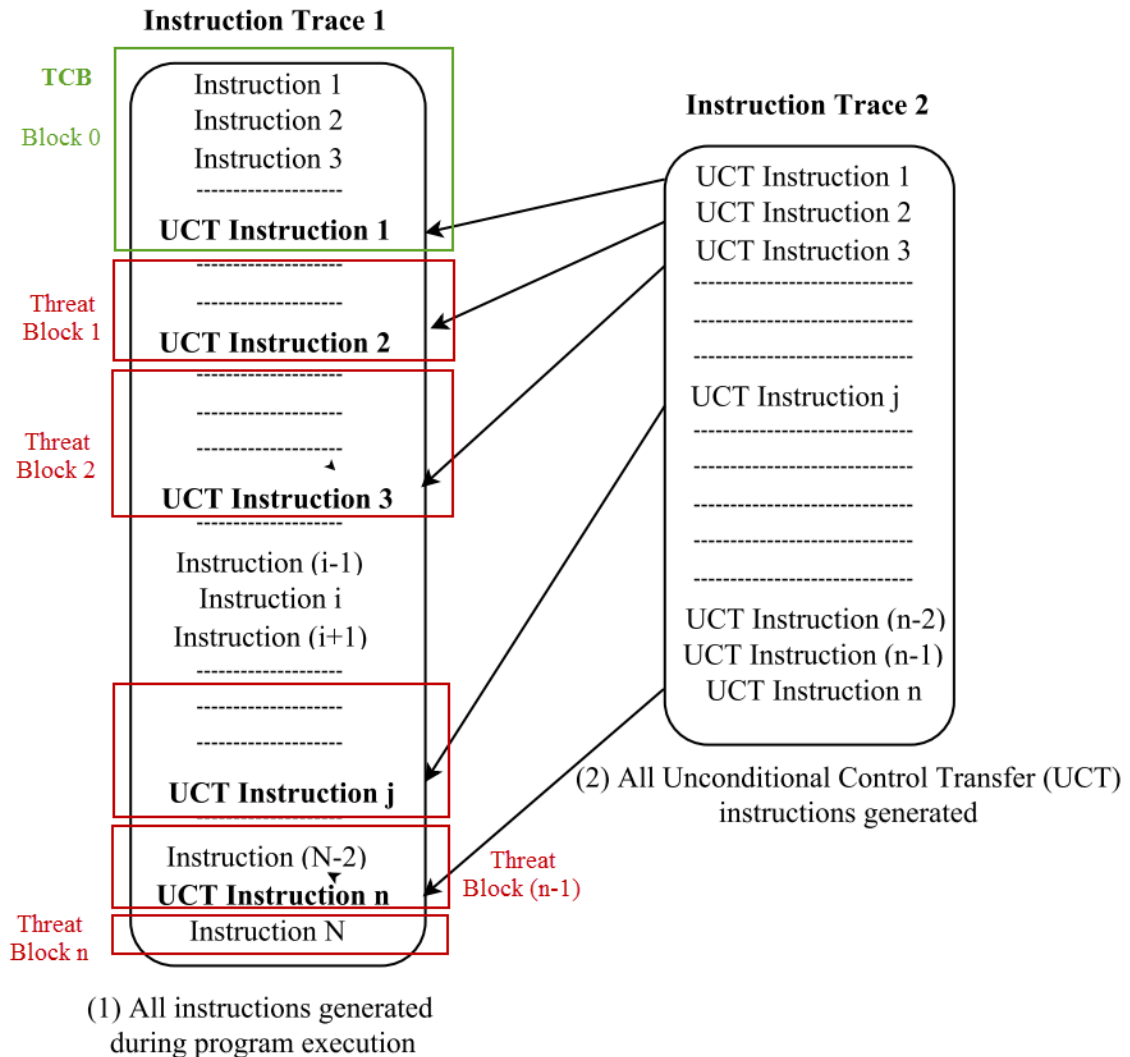 Instruction Trace 1
TCB
Block 0
Instruction 1
Instruction 2
Instruction 3
--------------------
UCT Instruction 1
--------------------
Threat
Block 1
--------------------
UCT Instruction 2
--------------------
--------------------
Threat
Block 2
--------------------
UCT Instruction 3
--------------------
Instruction (i-1)
Instruction i
Instruction (i+1)
--------------------
--------------------
--------------------
UCT Instruction j
--------------------
Instruction (N-2)
UCT Instruction n
Threat
Block (n-1)
Threat
Block n
Instruction N
(1) All instructions generated
during program execution
Instruction Trace 2
UCT Instruction 1
UCT Instruction 2
UCT Instruction 3
------------------------------
------------------------------
------------------------------
UCT Instruction j
------------------------------
------------------------------
------------------------------
------------------------------
------------------------------
UCT Instruction (n-2)
UCT Instruction (n-1)
UCT Instruction n
(2) All Unconditional Control Transfer (UCT)
instructions generated